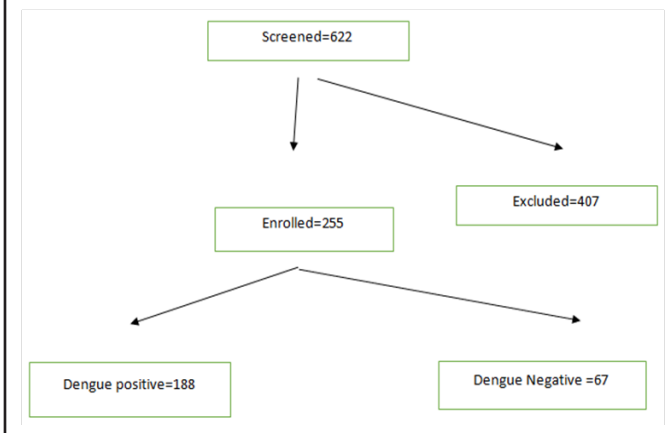 Screened=622
Excluded=407
Enrolled=255
Dengue positive=188
Dengue Negative =67